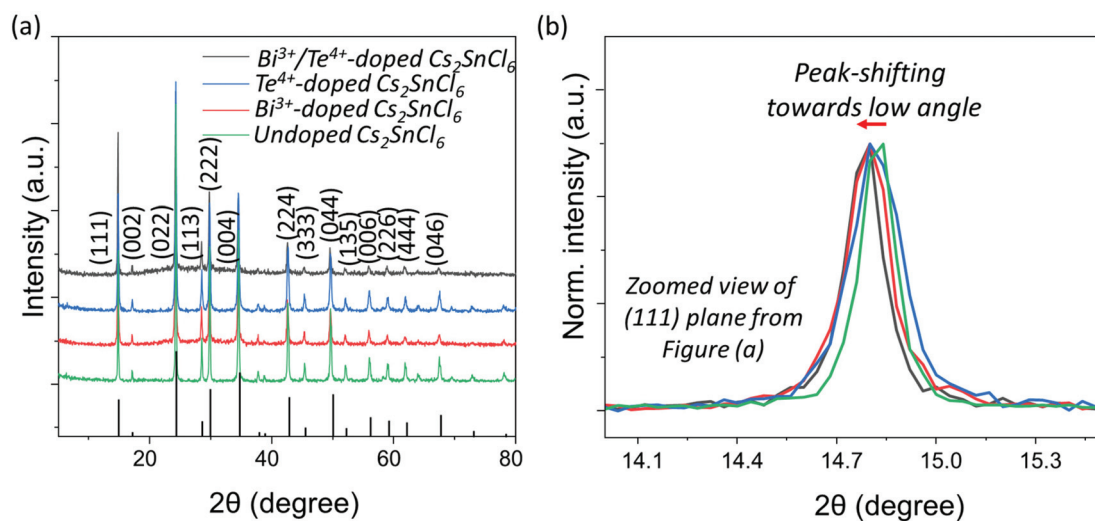 (a)
Bi³⁺/Te⁴⁺-doped Cs₂SnCl₆
Te⁴⁺-doped Cs₂SnCl₆
Bi³⁺-doped Cs₂SnCl₆
Undoped Cs₂SnCl₆
Intensity (a.u.)
(111)
(002)
(022)
(113)
(222)
(004)
(224)
(333)
(044)
(135)
(006)
(226)
(444)
(046)
20
40
60
80
2θ (degree)
(b)
Norm. intensity (a.u.)
Peak-shifting
towards low angle
Zoomed view of
(111) plane from
Figure (a)
14.1
14.4
14.7
15.0
15.3
2θ (degree)